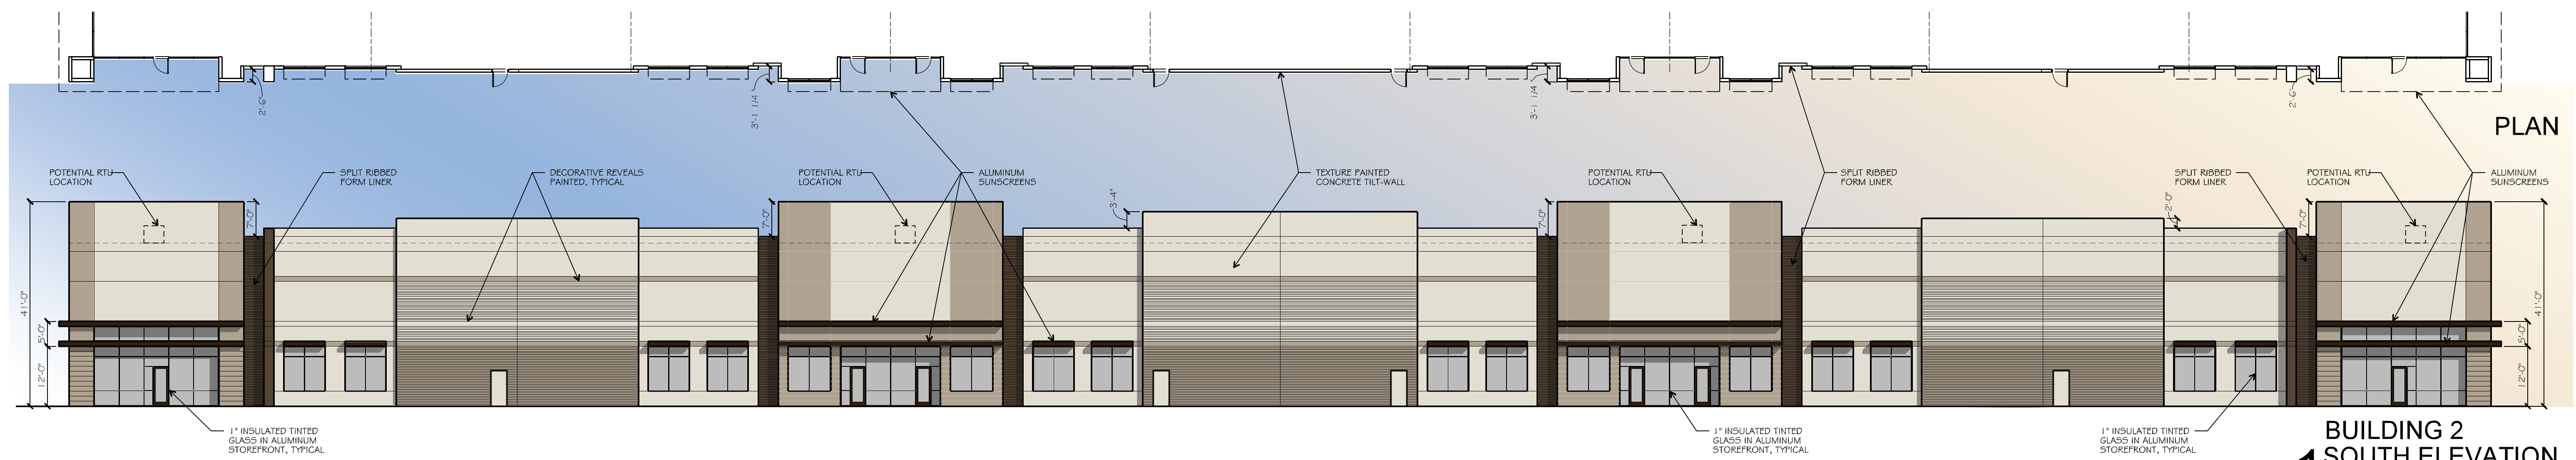 2'-6"
3'-1 1/4"
3'-1 1/4"
2'-6"
PLAN
POTENTIAL RTU
LOCATION
SPLIT RIBBED
FORM LINER
DECORATIVE REVEALS
PAINTED, TYPICAL
POTENTIAL RTU
LOCATION
ALUMINUM
SUNSCREENS
TEXTURE PAINTED
CONCRETE TILT-WALL
POTENTIAL RTU
LOCATION
SPLIT RIBBED
FORM LINER
SPLIT RIBBED
FORM LINER
POTENTIAL RTU
LOCATION
ALUMINUM
SUNSCREENS
7'-0"
7'-0"
3'-4"
7'-0"
2'-0"
7'-0"
41'-0"
5'-0"
12'-0"
41'-0"
5'-0"
12'-0"
1" INSULATED TINTED
GLASS IN ALUMINUM
STOREFRONT, TYPICAL
1" INSULATED TINTED
GLASS IN ALUMINUM
STOREFRONT, TYPICAL
1" INSULATED TINTED
GLASS IN ALUMINUM
STOREFRONT, TYPICAL
BUILDING 2
1 SOUTH ELEVATION